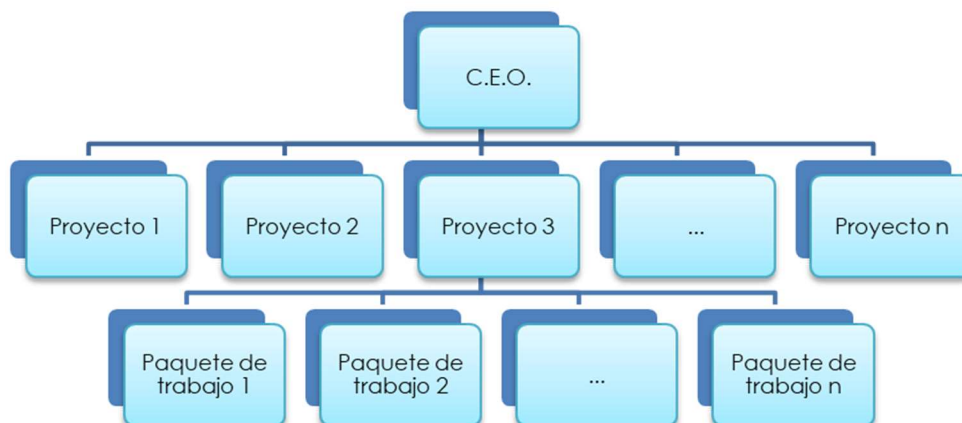 C.E.O.
Proyecto 1
Proyecto 2
Proyecto 3
...
Proyecto n
Paquete de
trabajo 1
Paquete de
trabajo 2
...
Paquete de
trabajo n